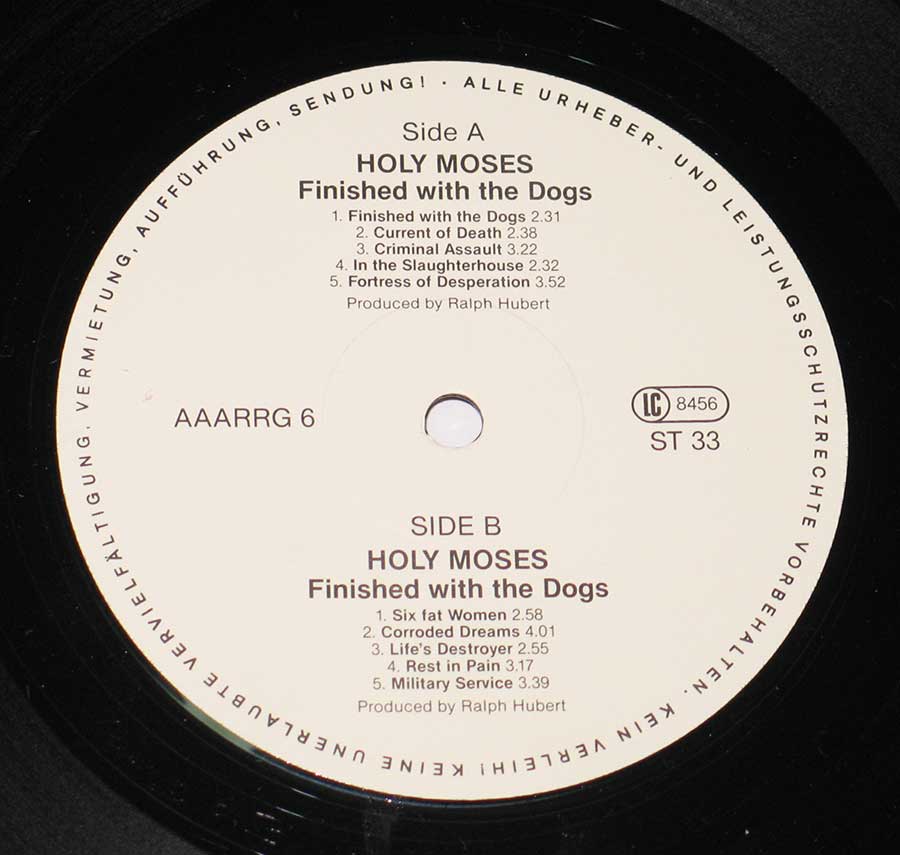 ALLE URHEBER- UND LEISTUNGSSCHUTZRECHTE VORBEHALTEN. KEIN VERLEIH! KEINE UNERLAUBTE VERVIELFÄLTIGUNG, VERMIETUNG, AUFFÜHRUNG, SENDUNG! ·
Side A
HOLY MOSES
Finished with the Dogs
1. Finished with the Dogs 2.31
2. Current of Death 2.38
3. Criminal Assault 3.22
4. In the Slaughterhouse 2.32
5. Fortress of Desperation 3.52
Produced by Ralph Hubert
AAARRG 6
LC 8456
ST 33
SIDE B
HOLY MOSES
Finished with the Dogs
1. Six fat Women 2.58
2. Corroded Dreams 4.01
3. Life's Destroyer 2.55
4. Rest in Pain 3.17
5. Military Service 3.39
Produced by Ralph Hubert